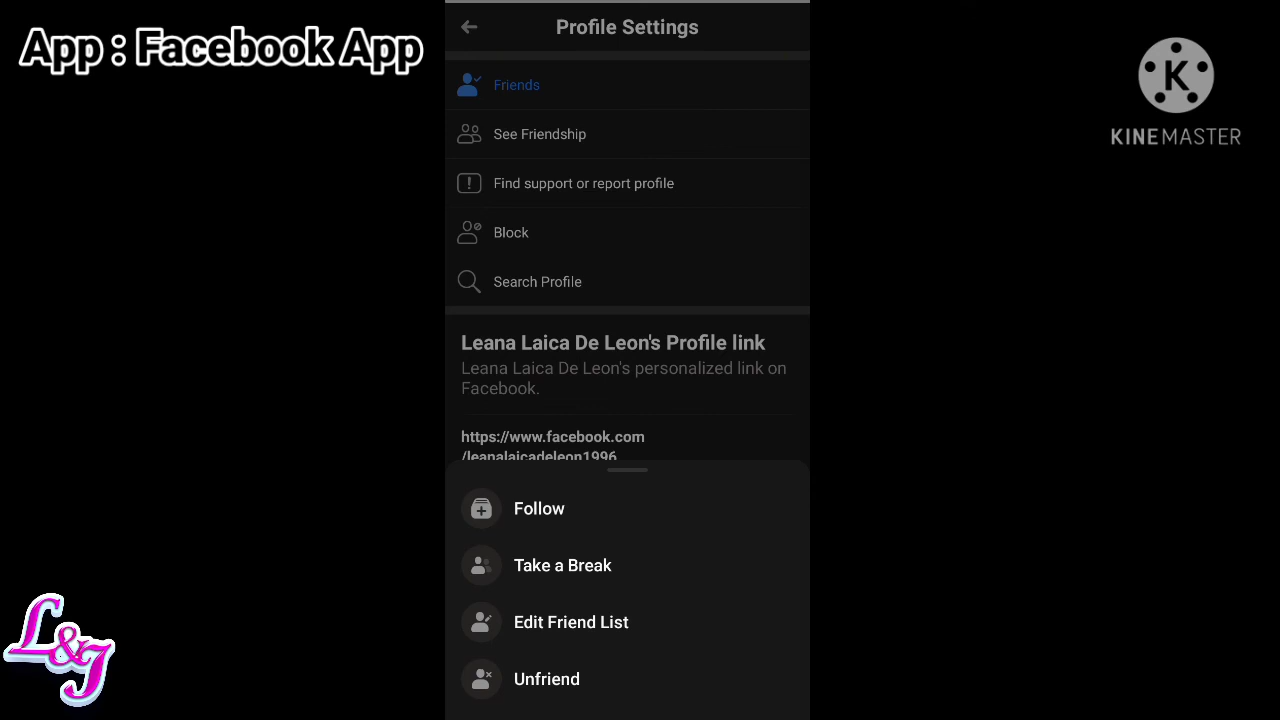 App : Facebook App
Profile Settings
K
KINEMASTER
Friends
See Friendship
Find support or report profile
Block
Search Profile
Leana Laica De Leon's Profile link
Leana Laica De Leon's personalized link on
Facebook.
https://www.facebook.com
/leanalaicadeleon1996
Follow
Take a Break
Edit Friend List
Unfriend
L&J